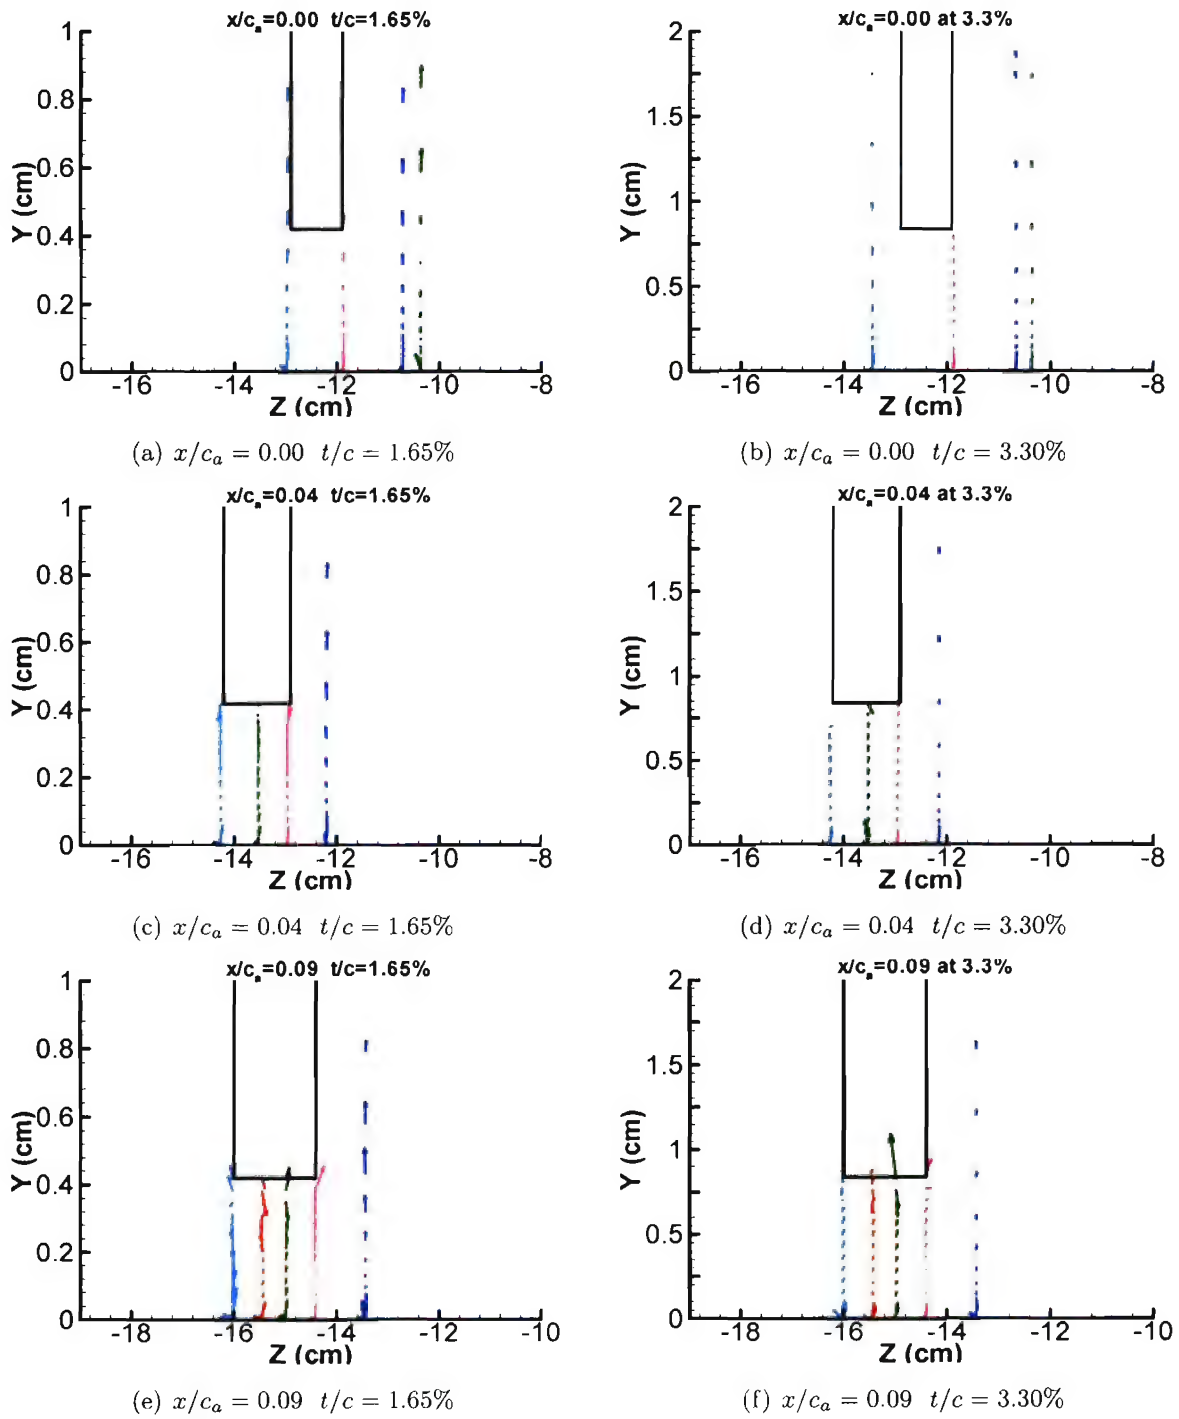 x/cₐ=0.00 t/c=1.65%
1
0.8
0.6
0.4
0.2
0
Y (cm)
-16 -14 -12 -10 -8
Z (cm)
(a) x/cₐ = 0.00 t/c = 1.65%
x/cₐ=0.00 at 3.3%
2
1.5
1
0.5
0
Y (cm)
-16 -14 -12 -10 -8
Z (cm)
(b) x/cₐ = 0.00 t/c = 3.30%
x/cₐ=0.04 t/c=1.65%
1
0.8
0.6
0.4
0.2
0
Y (cm)
-16 -14 -12 -10 -8
Z (cm)
(c) x/cₐ = 0.04 t/c = 1.65%
x/cₐ=0.04 at 3.3%
2
1.5
1
0.5
0
Y (cm)
-16 -14 -12 -10 -8
Z (cm)
(d) x/cₐ = 0.04 t/c = 3.30%
x/cₐ=0.09 t/c=1.65%
1
0.8
0.6
0.4
0.2
0
Y (cm)
-18 -16 -14 -12 -10
Z (cm)
(e) x/cₐ = 0.09 t/c = 1.65%
x/cₐ=0.09 at 3.3%
2
1.5
1
0.5
0
Y (cm)
-18 -16 -14 -12 -10
Z (cm)
(f) x/cₐ = 0.09 t/c = 3.30%